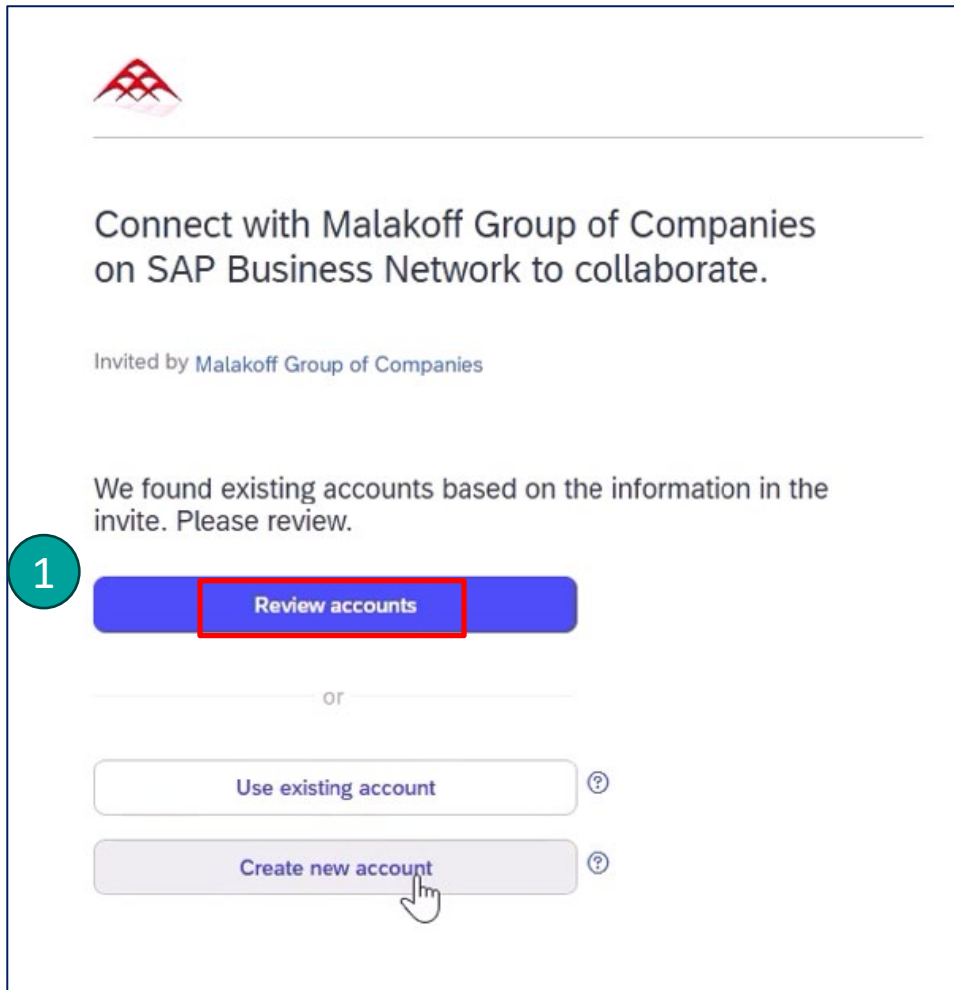 Connect with Malakoff Group of Companies
on SAP Business Network to collaborate.
Invited by Malakoff Group of Companies
We found existing accounts based on the information in the
invite. Please review.
1
Review accounts
or
Use existing account ?
Create new account ?